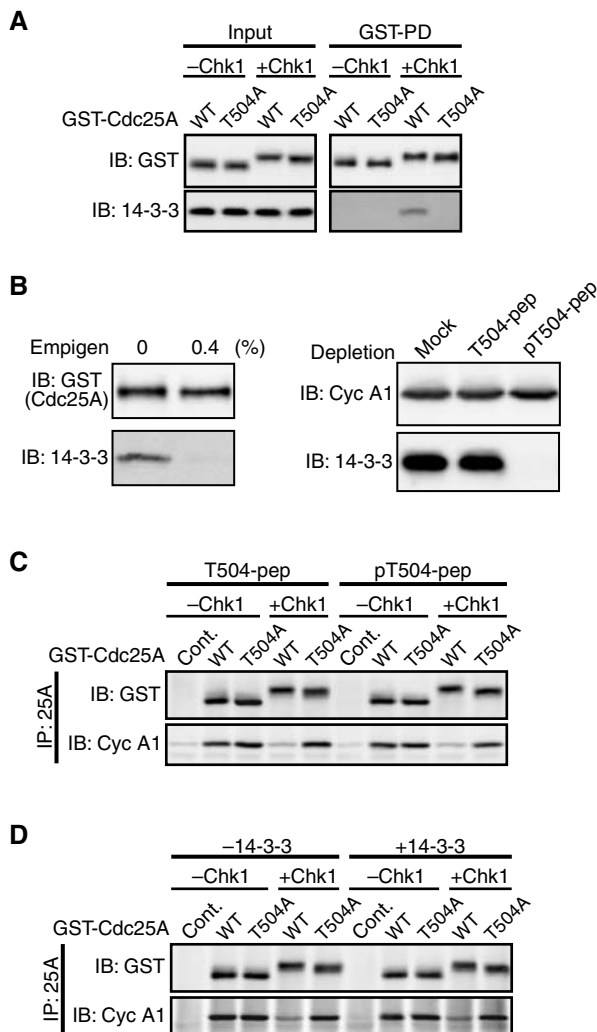 A
Input GST-PD
–Chk1 +Chk1 –Chk1 +Chk1
GST-Cdc25A WT T504A WT T504A WT T504A WT T504A
IB: GST
IB: 14-3-3
B
Empigen 0 0.4 (%)
IB: GST
(Cdc25A)
IB: 14-3-3
Depletion Mock T504-pep pT504-pep
IB: Cyc A1
IB: 14-3-3
C
T504-pep pT504-pep
–Chk1 +Chk1 –Chk1 +Chk1
GST-Cdc25A Cont. WT T504A WT T504A Cont. WT T504A WT T504A
IP: 25A
IB: GST
IB: Cyc A1
D
–14-3-3 +14-3-3
–Chk1 +Chk1 –Chk1 +Chk1
GST-Cdc25A Cont. WT T504A WT T504A Cont. WT T504A WT T504A
IP: 25A
IB: GST
IB: Cyc A1